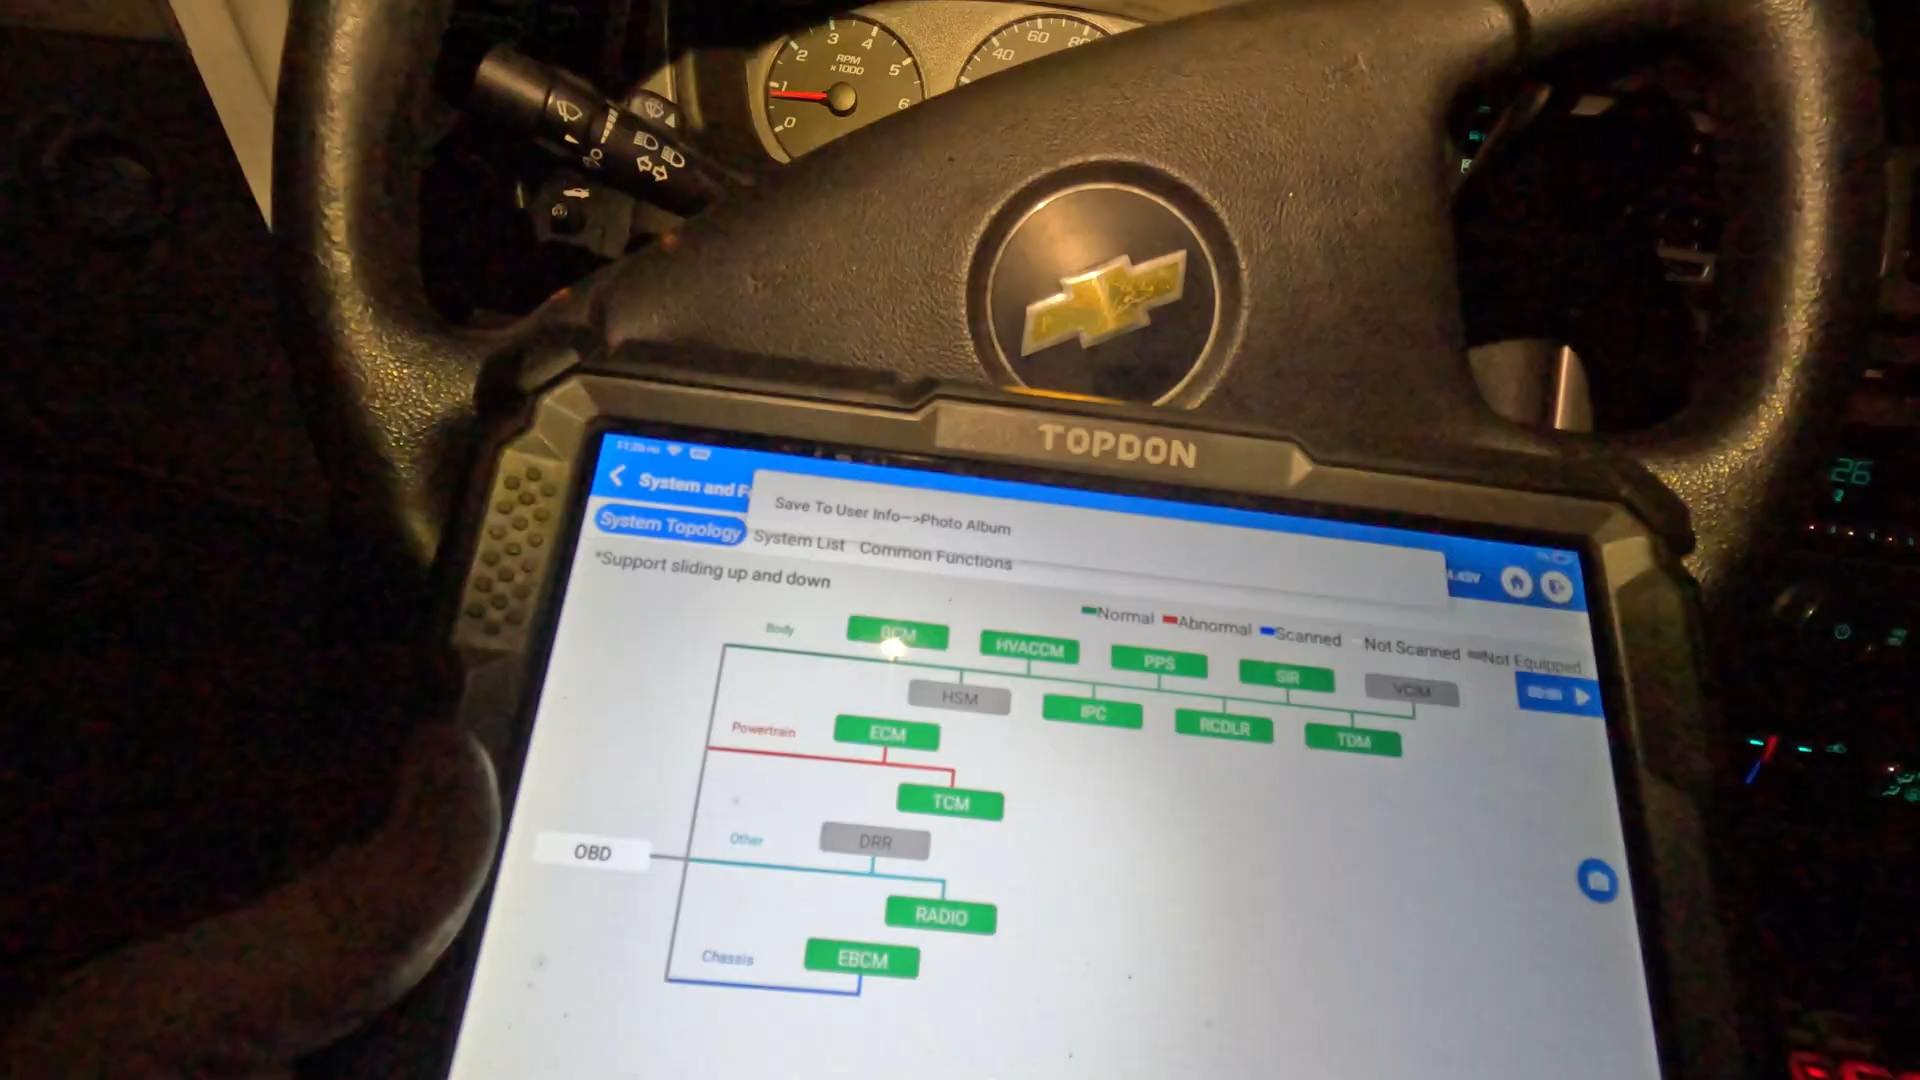 3 4
2 5
1 6
0
RPM
x1000
40 60 80
TOPDON
System and F
Save To User Info-->Photo Album
System Topology System List Common Functions
*Support sliding up and down
Normal Abnormal Scanned Not Scanned Not Equipped
Body
BCM HVACCM PPS SIR VCIM
HSM IPC RCDLR TDM
Powertrain
ECM
TCM
Other
DRR
RADIO
OBD
Chassis
EBCM
26